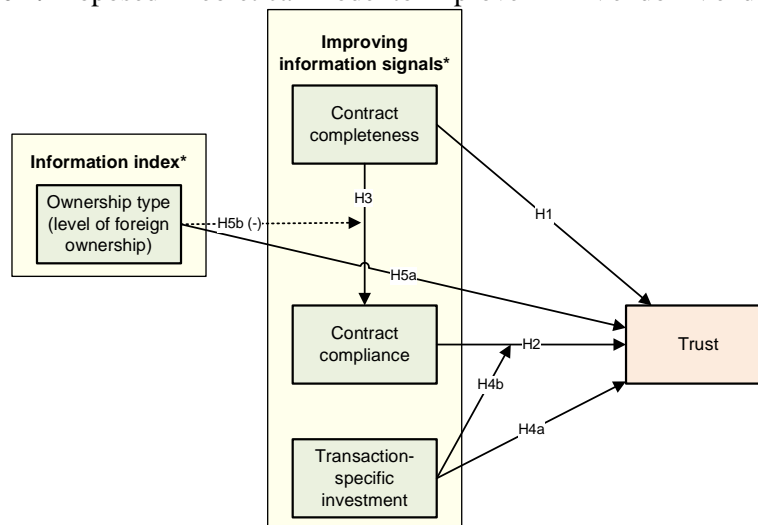 Improving
information signals*
Contract
completeness
Information index*
Ownership type
(level of foreign
ownership)
H3
H1
H5b (-)
H5a
Contract
compliance
H2
Trust
H4b
H4a
Transaction-
specific
investment